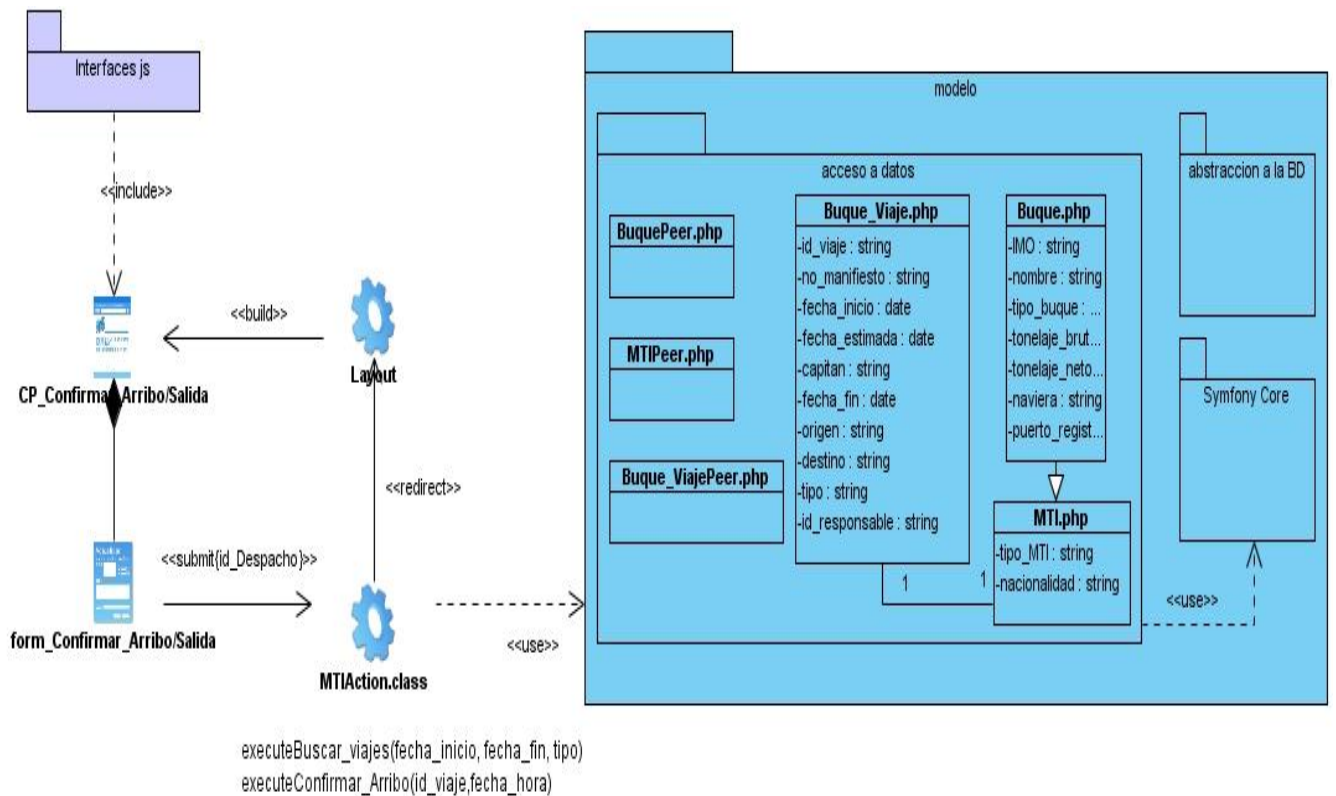 Interfaces js
<<include>>
CP_Confirmar_Arribo/Salida
<<build>>
Layout
<<redirect>>
<<submit{id_Despacho}>>
form_Confirmar_Arribo/Salida
MTIAction.class
<<use>>
executeBuscar_viajes(fecha_inicio, fecha_fin, tipo)
executeConfirmar_Arribo(id_viaje,fecha_hora)
modelo
acceso a datos
BuquePeer.php
MTIPeer.php
Buque_ViajePeer.php
Buque_Viaje.php
-id_viaje : string
-no_manifiesto : string
-fecha_inicio : date
-fecha_estimada : date
-capitan : string
-fecha_fin : date
-origen : string
-destino : string
-tipo : string
-id_responsable : string
Buque.php
-IMO : string
-nombre : string
-tipo_buque : ...
-tonelaje_brut...
-tonelaje_neto...
-naviera : string
-puerto_regist...
MTI.php
-tipo_MTI : string
-nacionalidad : string
1
1
abstraccion a la BD
Symfony Core
<<use>>